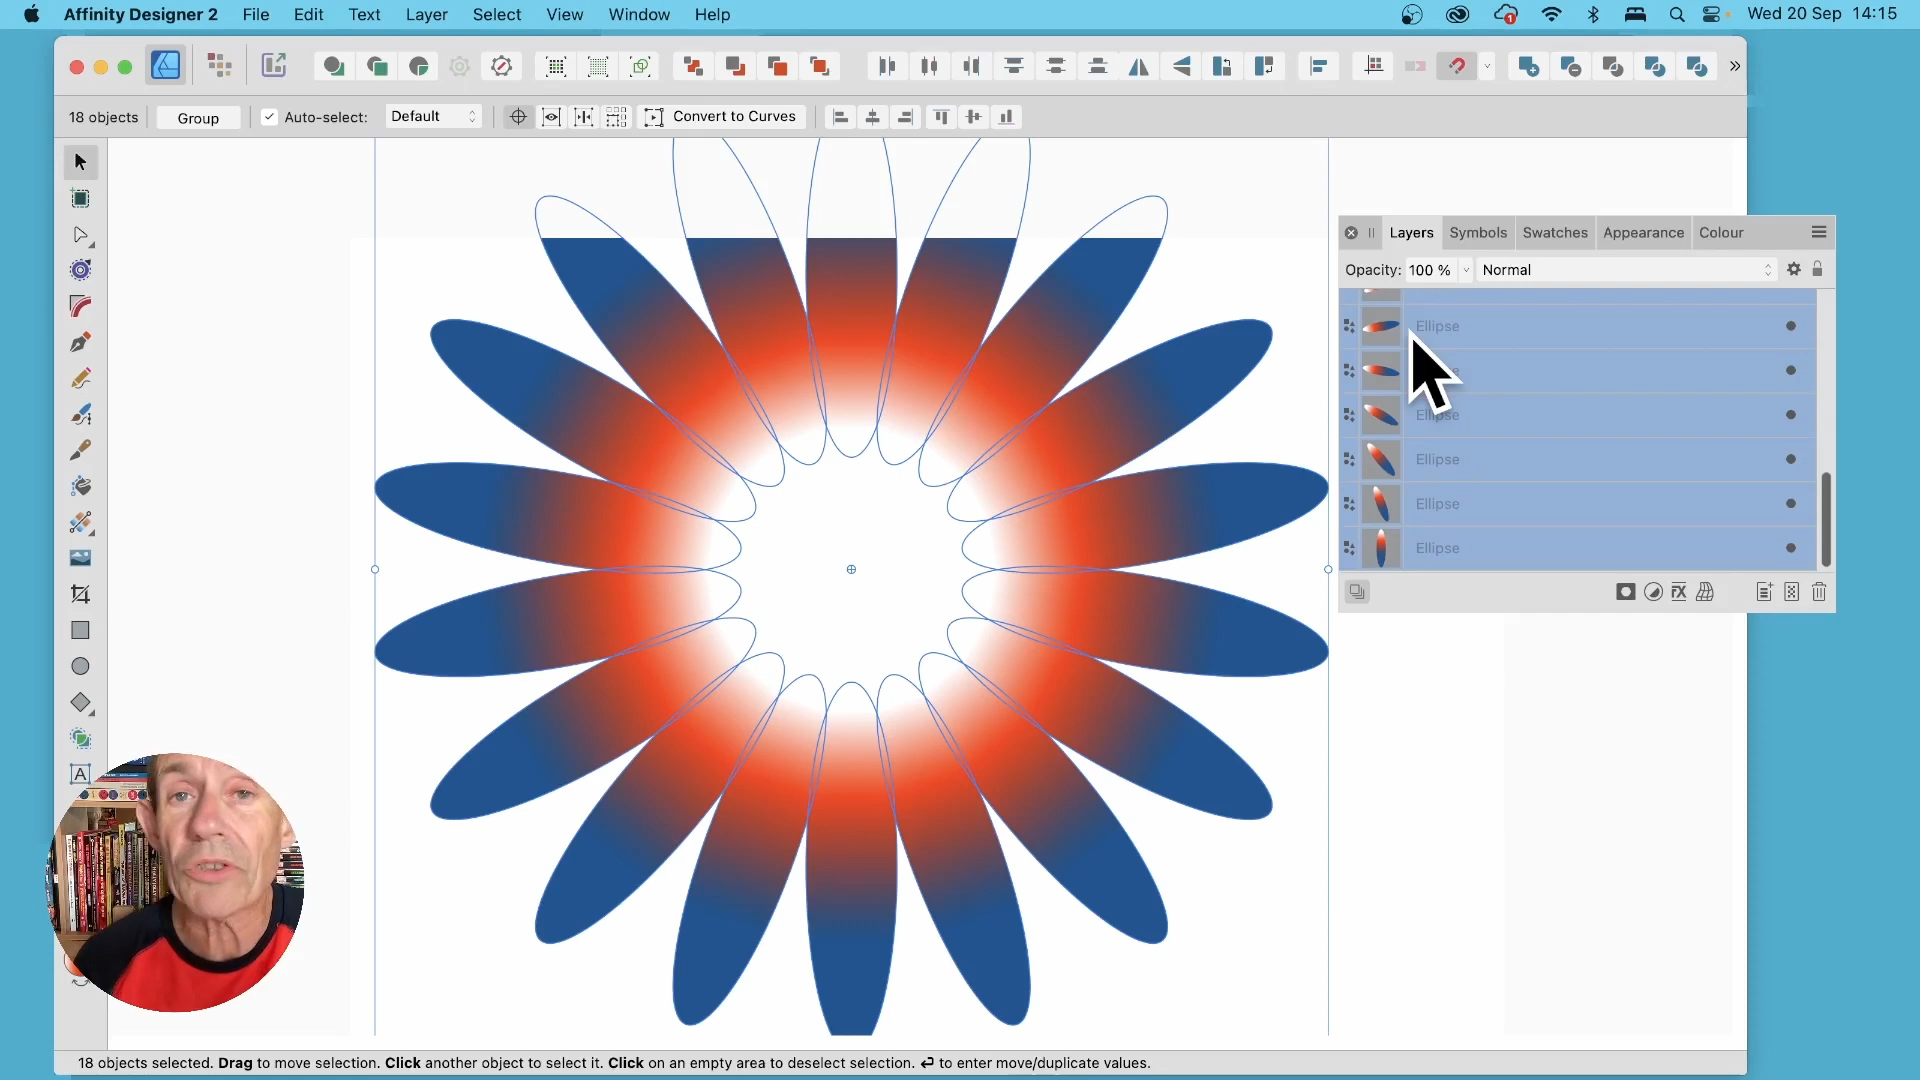 Affinity Designer 2 File Edit Text Layer Select View Window Help Wed 20 Sep 14:15
18 objects Group Auto-select: Default Convert to Curves
Layers Symbols Swatches Appearance Colour
Opacity: 100 % Normal
Ellipse
Ellipse
Ellipse
Ellipse
Ellipse
18 objects selected. Drag to move selection. Click another object to select it. Click on an empty area to deselect selection. ↵ to enter move/duplicate values.